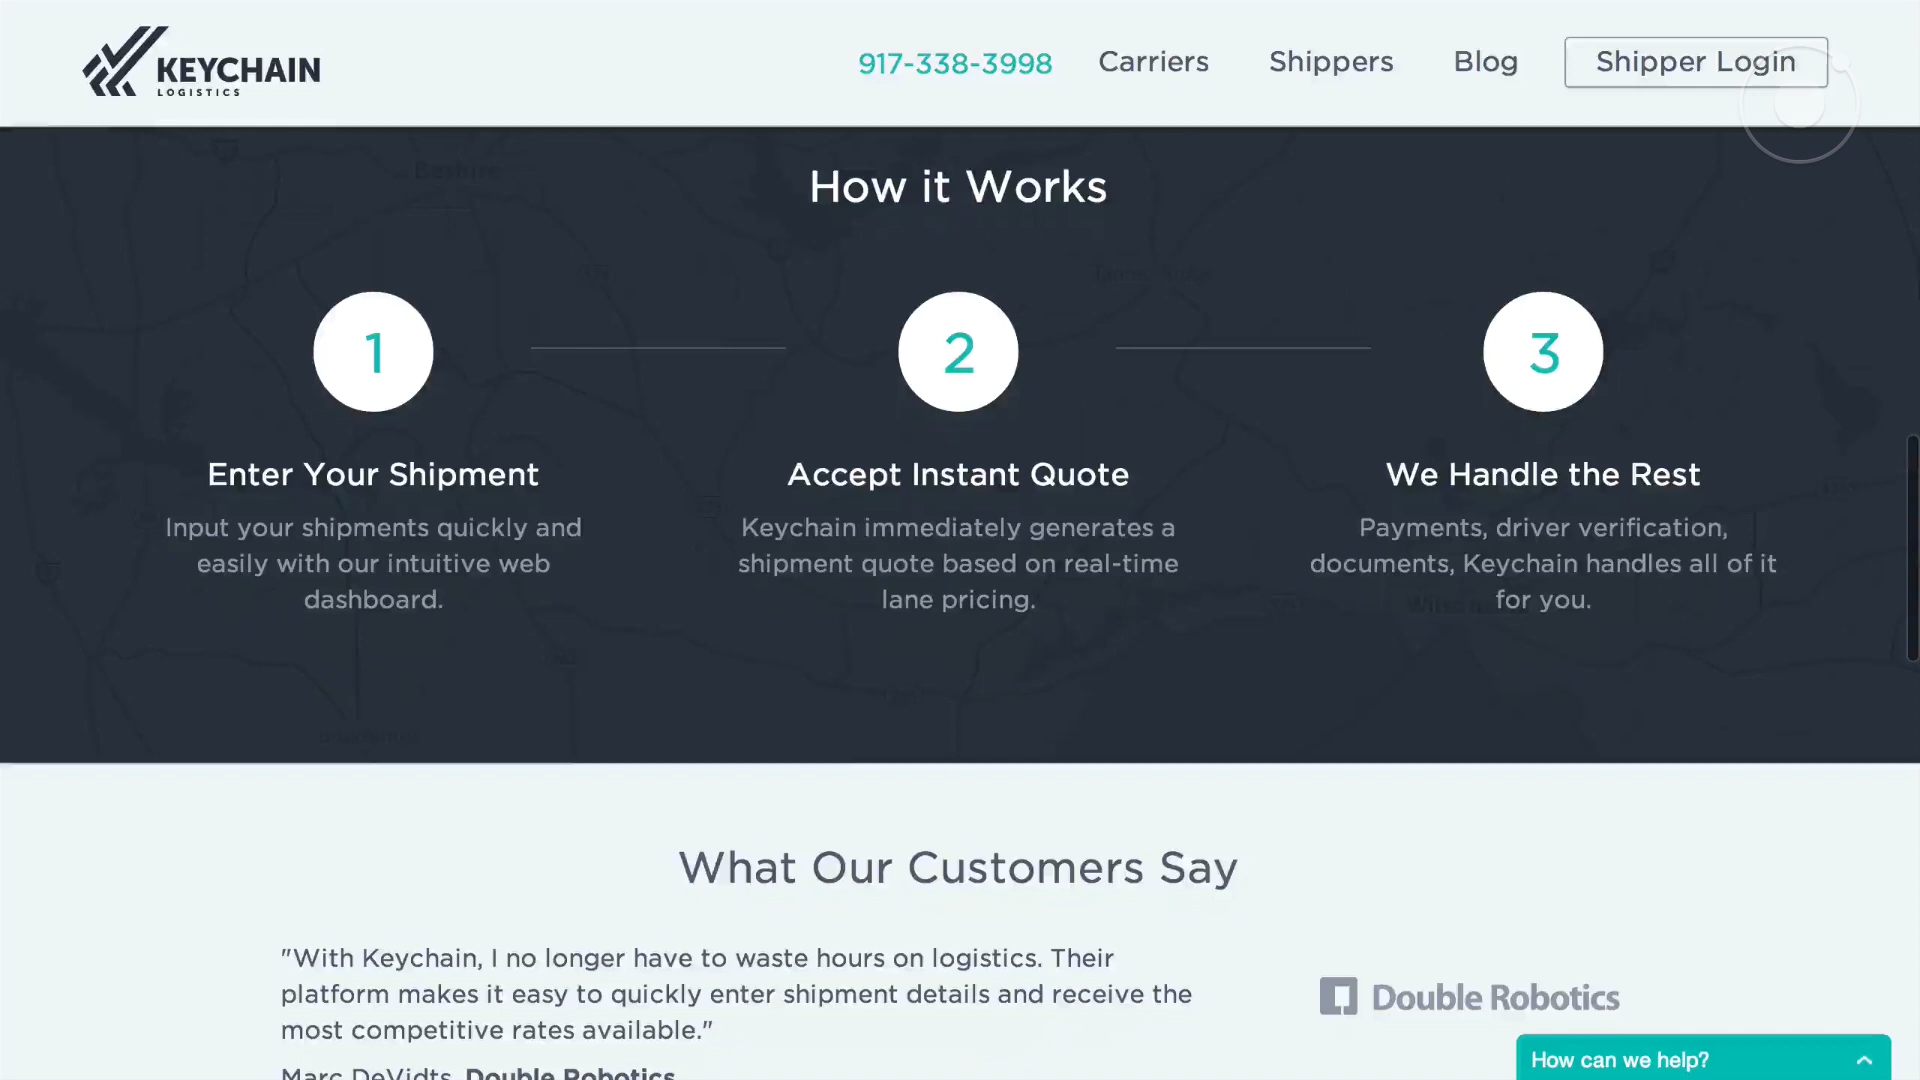 KEYCHAIN
LOGISTICS
917-338-3998
Carriers
Shippers
Blog
Shipper Login
How it Works
1
2
3
Enter Your Shipment
Input your shipments quickly and
easily with our intuitive web
dashboard.
Accept Instant Quote
Keychain immediately generates a
shipment quote based on real-time
lane pricing.
We Handle the Rest
Payments, driver verification,
documents, Keychain handles all of it
for you.
What Our Customers Say
"With Keychain, I no longer have to waste hours on logistics. Their
platform makes it easy to quickly enter shipment details and receive the
most competitive rates available."
Marc DeVidts, Double Robotics
Double Robotics
How can we help?